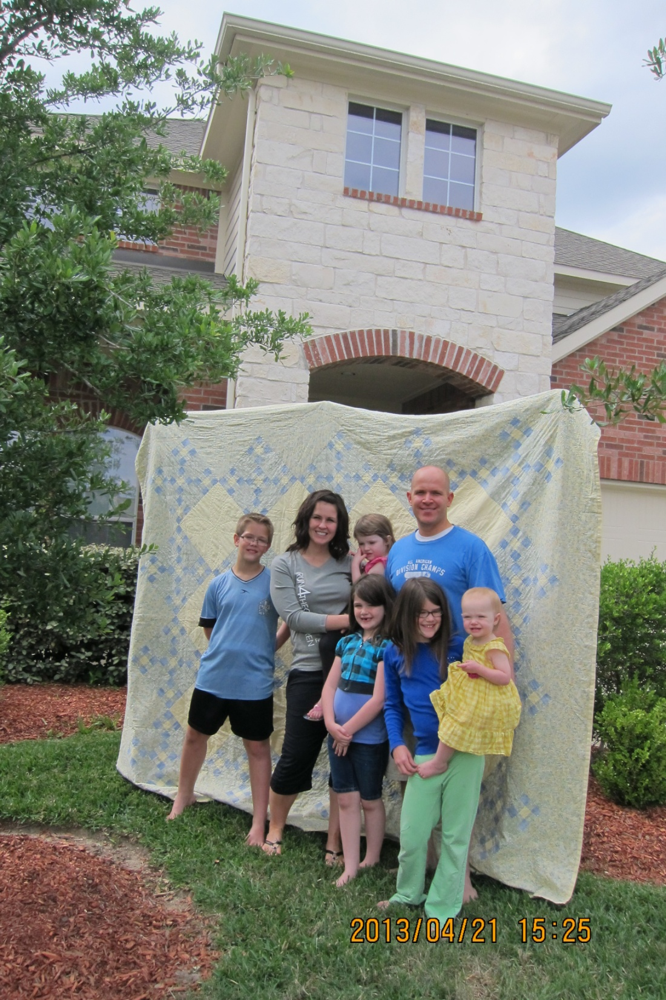 ALL AMERICAN
DIVISION CHAMPS
2013/04/21 15:25